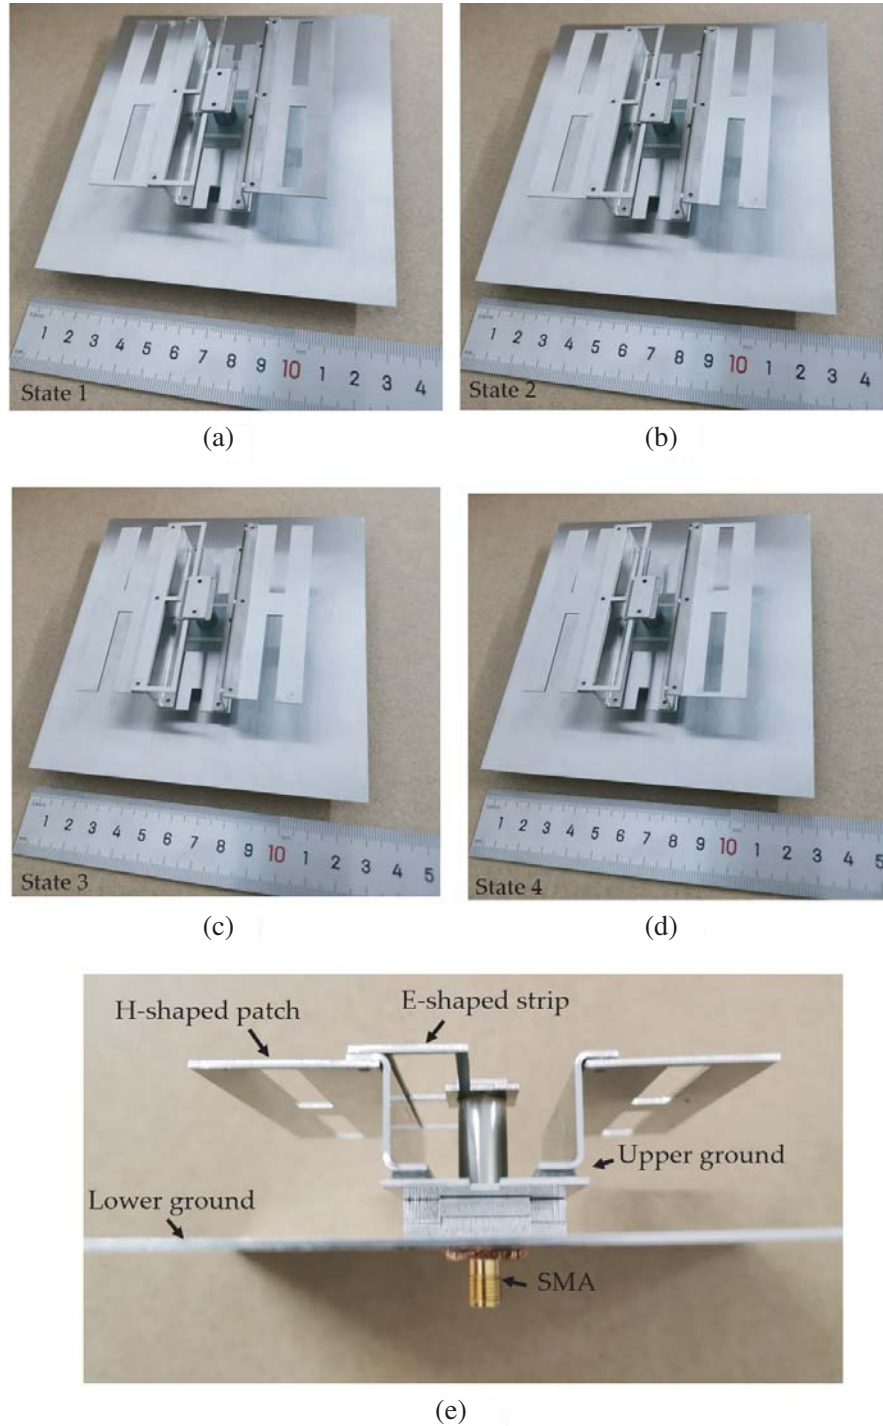 1 2 3 4 5 6 7 8 9 10 1 2 3 4
State 1
(a)
1 2 3 4 5 6 7 8 9 10 1 2 3 4
State 2
(b)
1 2 3 4 5 6 7 8 9 10 1 2 3 4 5
State 3
(c)
1 2 3 4 5 6 7 8 9 10 1 2 3 4 5
State 4
(d)
E-shaped strip
H-shaped patch
Upper ground
Lower ground
SMA
(e)